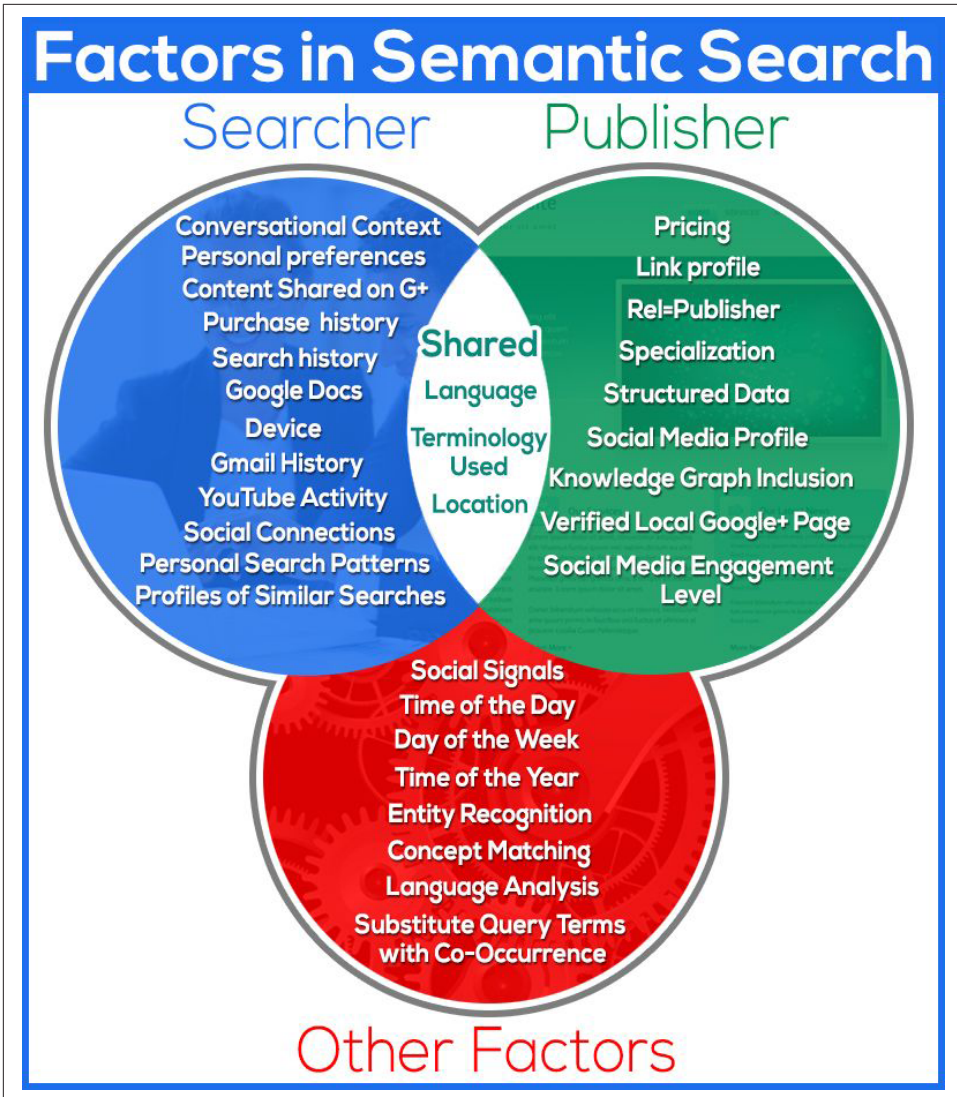 Factors in Semantic Search
Searcher
Publisher
Conversational Context
Personal preferences
Content Shared on G+
Purchase history
Search history
Google Docs
Device
Gmail History
YouTube Activity
Social Connections
Personal Search Patterns
Profiles of Similar Searches
Shared
Language
Terminology
Used
Location
Pricing
Link profile
Rel=Publisher
Specialization
Structured Data
Social Media Profile
Knowledge Graph Inclusion
Verified Local Google+ Page
Social Media Engagement
Level
Social Signals
Time of the Day
Day of the Week
Time of the Year
Entity Recognition
Concept Matching
Language Analysis
Substitute Query Terms
with Co-Occurrence
Other Factors